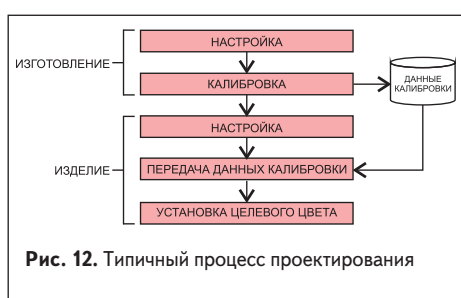 НАСТРОЙКА
ИЗГОТОВЛЕНИЕ
КАЛИБРОВКА
ДАННЫЕ
КАЛИБРОВКИ
НАСТРОЙКА
ИЗДЕЛИЕ
ПЕРЕДАЧА ДАННЫХ КАЛИБРОВКИ
УСТАНОВКА ЦЕЛЕВОГО ЦВЕТА
Рис. 12. Типичный процесс проектирования